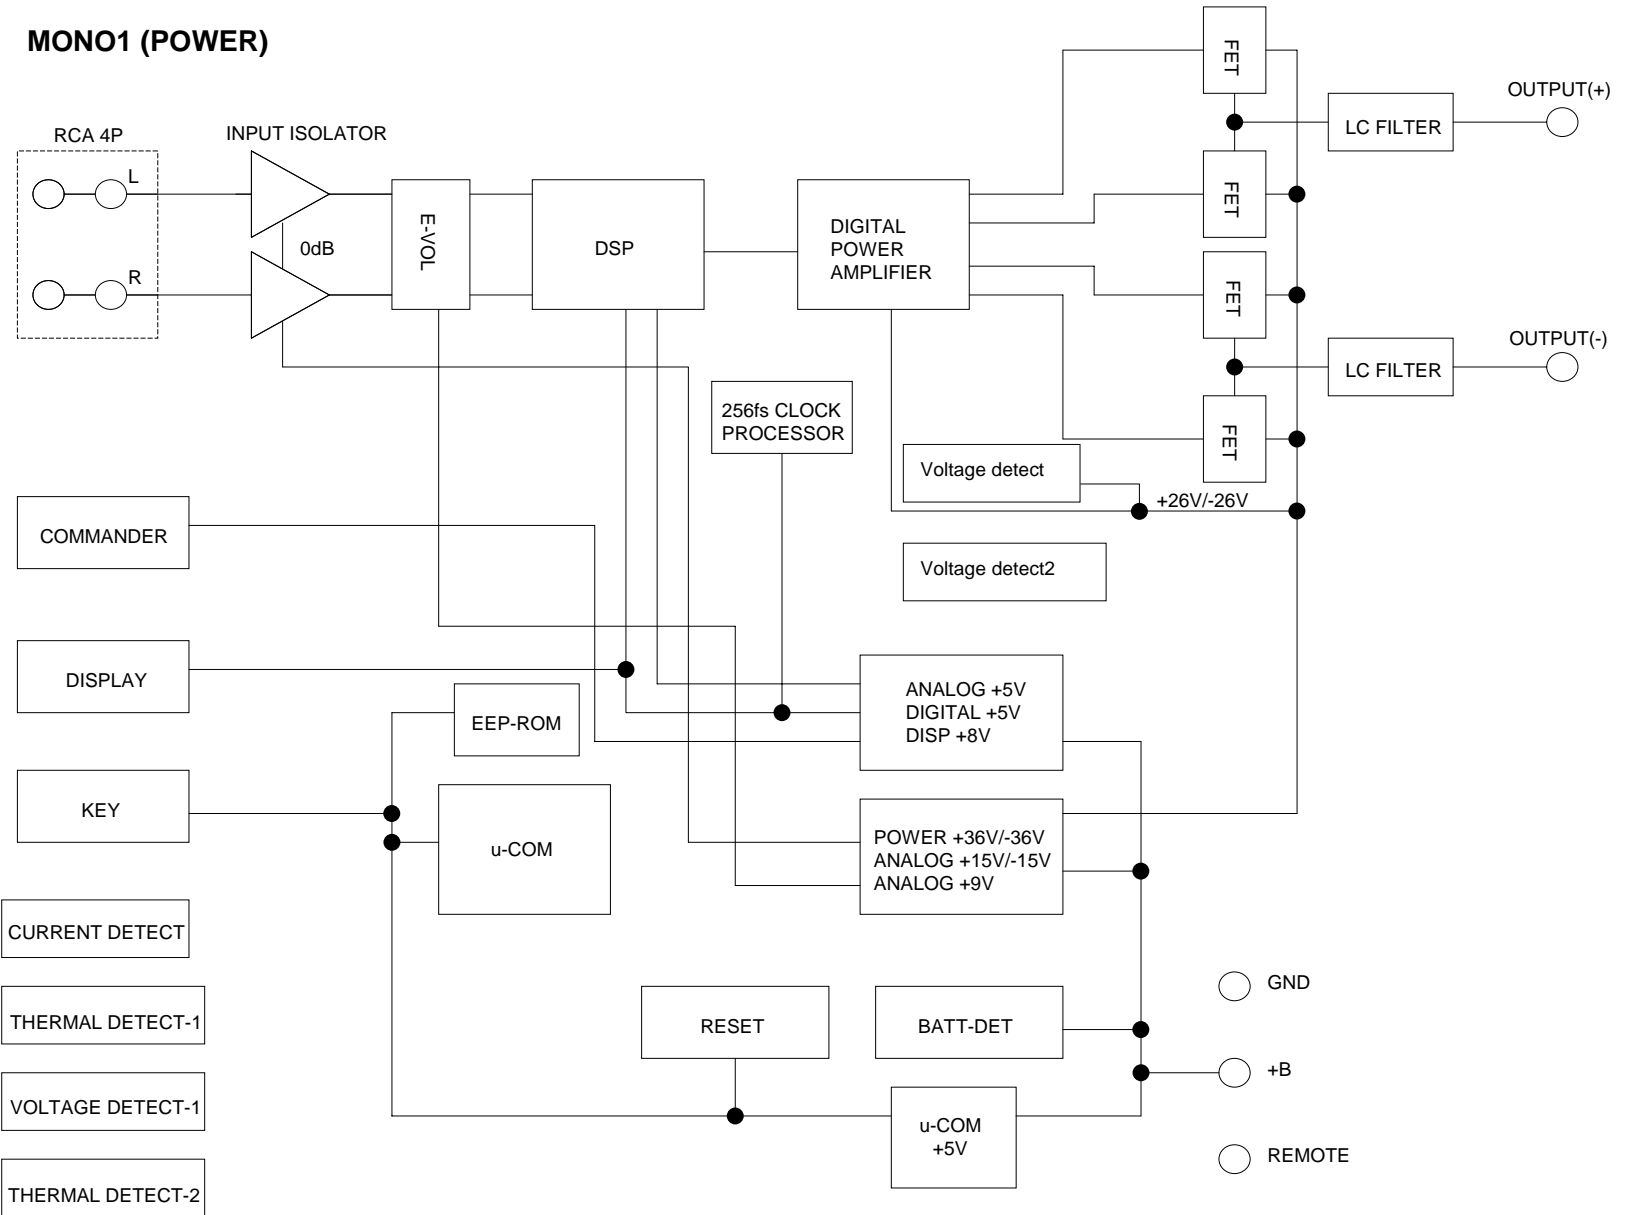 MONO1 (POWER)
RCA 4P
INPUT ISOLATOR
L
R
0dB
E-VOL
DSP
DIGITAL
POWER
AMPLIFIER
FET
FET
FET
FET
LC FILTER
OUTPUT(+)
LC FILTER
OUTPUT(-)
256fs CLOCK
PROCESSOR
Voltage detect
+26V/-26V
Voltage detect2
COMMANDER
DISPLAY
KEY
EEP-ROM
u-COM
ANALOG +5V
DIGITAL +5V
DISP +8V
POWER +36V/-36V
ANALOG +15V/-15V
ANALOG +9V
CURRENT DETECT
THERMAL DETECT-1
VOLTAGE DETECT-1
THERMAL DETECT-2
RESET
BATT-DET
u-COM
+5V
GND
+B
REMOTE